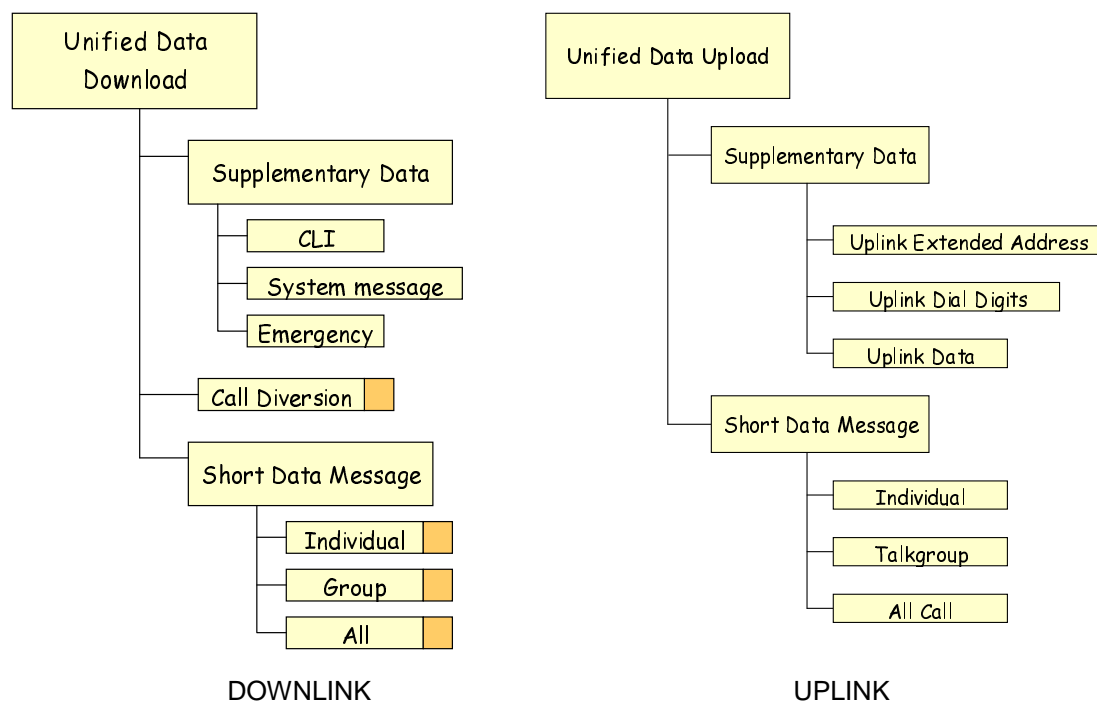 Unified Data
Download
Supplementary Data
CLI
System message
Emergency
Call Diversion
Short Data Message
Individual
Group
All
DOWNLINK
Unified Data Upload
Supplementary Data
Uplink Extended Address
Uplink Dial Digits
Uplink Data
Short Data Message
Individual
Talkgroup
All Call
UPLINK